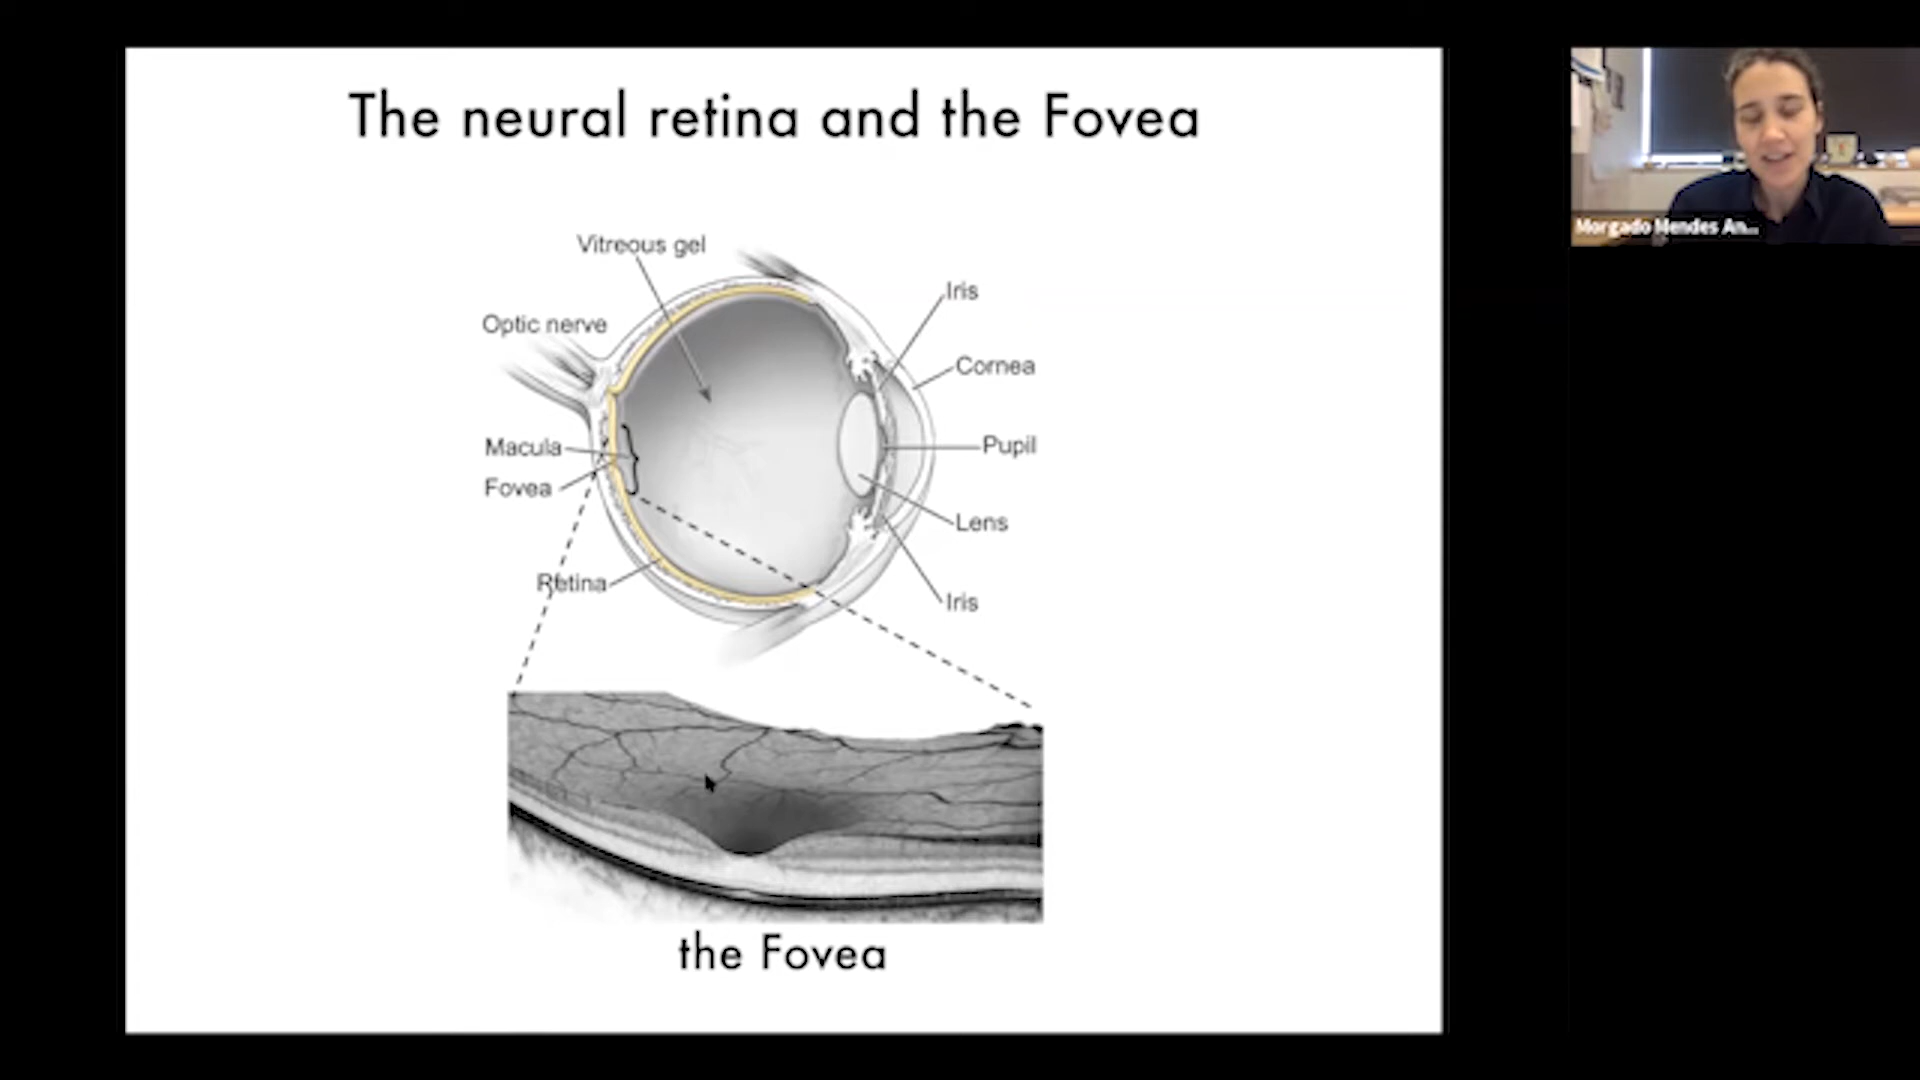 The neural retina and the Fovea
Vitreous gel
Optic nerve
Iris
Cornea
Macula
Pupil
Fovea
Lens
Retina
Iris
the Fovea
Morgado Mendes An...